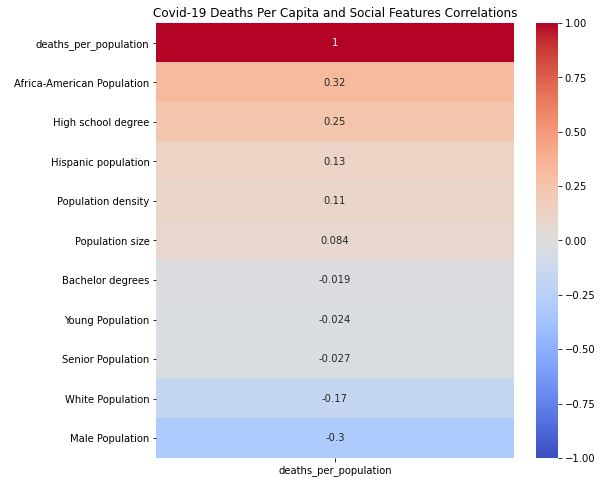 Covid-19 Deaths Per Capita and Social Features Correlations
deaths_per_population 1
Africa-American Population 0.32
High school degree 0.25
Hispanic population 0.13
Population density 0.11
Population size 0.084
Bachelor degrees -0.019
Young Population -0.024
Senior Population -0.027
White Population -0.17
Male Population -0.3
deaths_per_population
1.00
0.75
0.50
0.25
0.00
−0.25
−0.50
−0.75
−1.00